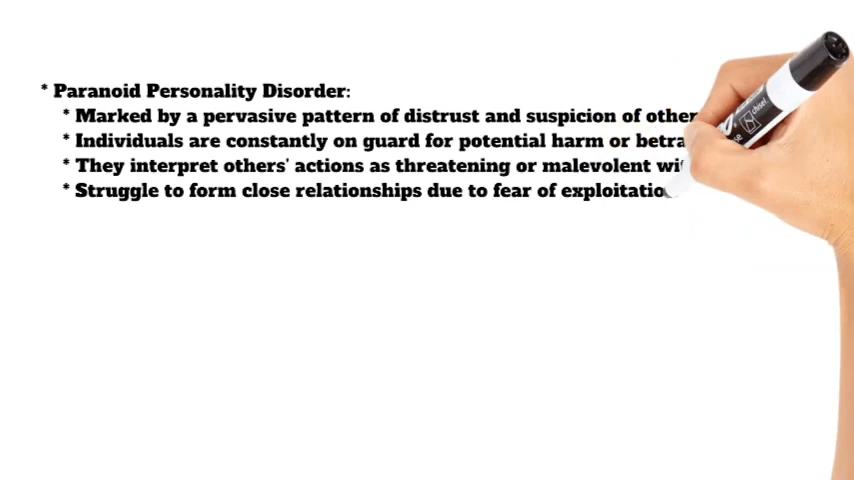 * Paranoid Personality Disorder:
* Marked by a pervasive pattern of distrust and suspicion of
* Individuals are constantly on guard for potential harm or
* They interpret others' actions as threatening or malevolent
* Struggle to form close relationships due to fear of
chisel